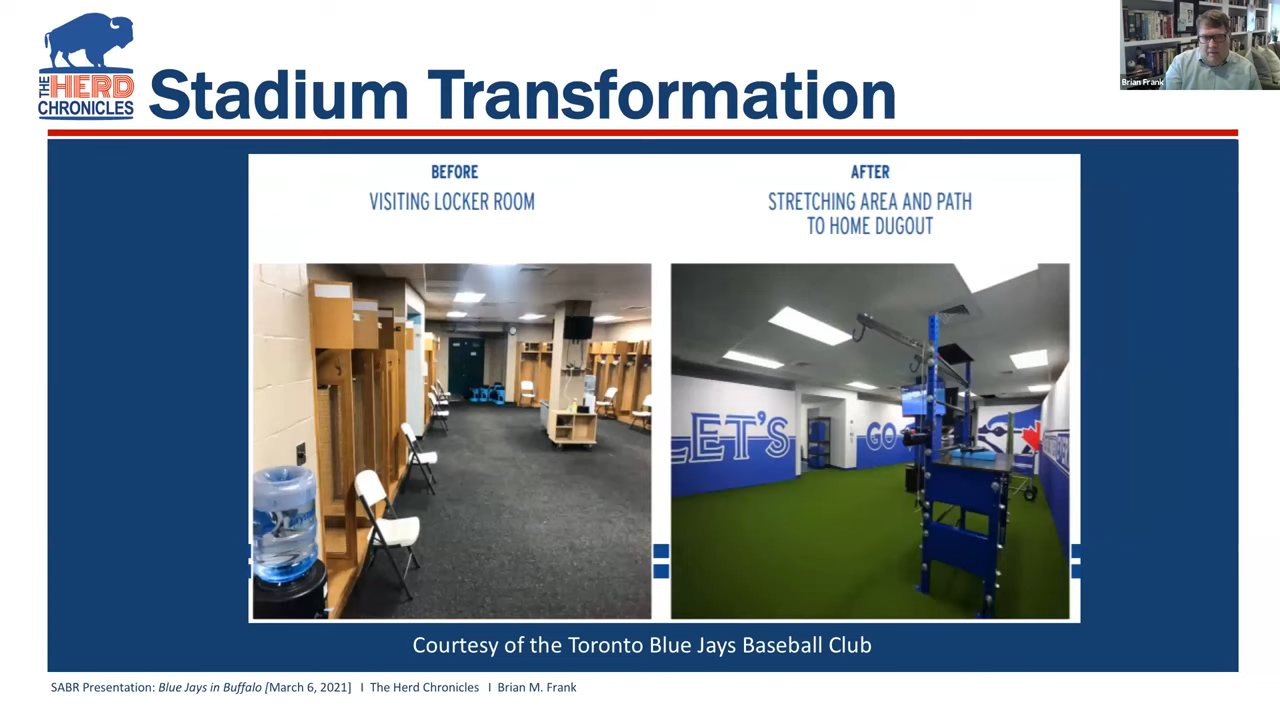 THE HERD
CHRONICLES
Stadium Transformation
Brian Frank
BEFORE
VISITING LOCKER ROOM
AFTER
STRETCHING AREA AND PATH
TO HOME DUGOUT
LET'S
GO
Courtesy of the Toronto Blue Jays Baseball Club
SABR Presentation: Blue Jays in Buffalo [March 6, 2021] I The Herd Chronicles I Brian M. Frank